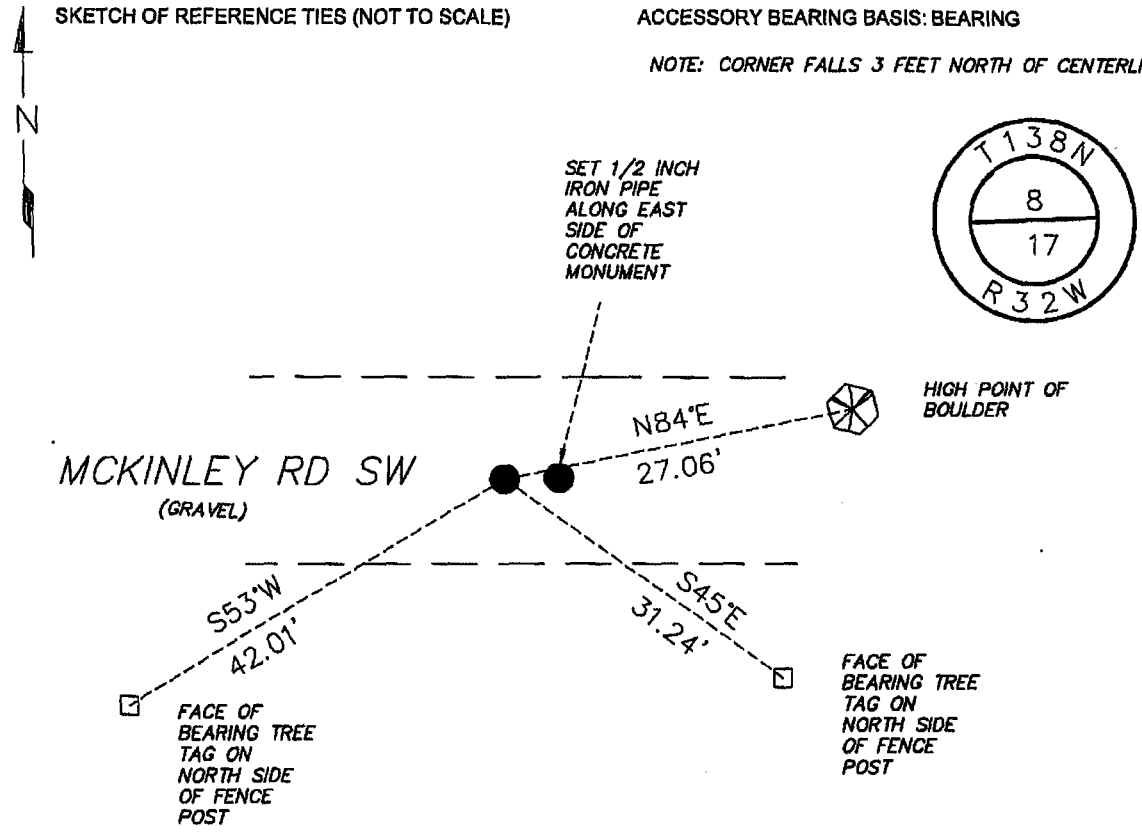 SKETCH OF REFERENCE TIES (NOT TO SCALE)
ACCESSORY BEARING BASIS: BEARING
NOTE: CORNER FALLS 3 FEET NORTH OF
N
T138N
8
17
R32W
SET 1/2 INCH
IRON PIPE
ALONG EAST
SIDE OF
CONCRETE
MONUMENT
HIGH POINT OF
BOULDER
N84°E
27.06'
MCKINLEY RD SW
(GRAVEL)
S53°W
42.01'
S45°E
31.24'
FACE OF
BEARING TREE
TAG ON
NORTH SIDE
OF FENCE
POST
FACE OF
BEARING TREE
TAG ON
NORTH SIDE
OF FENCE
POST